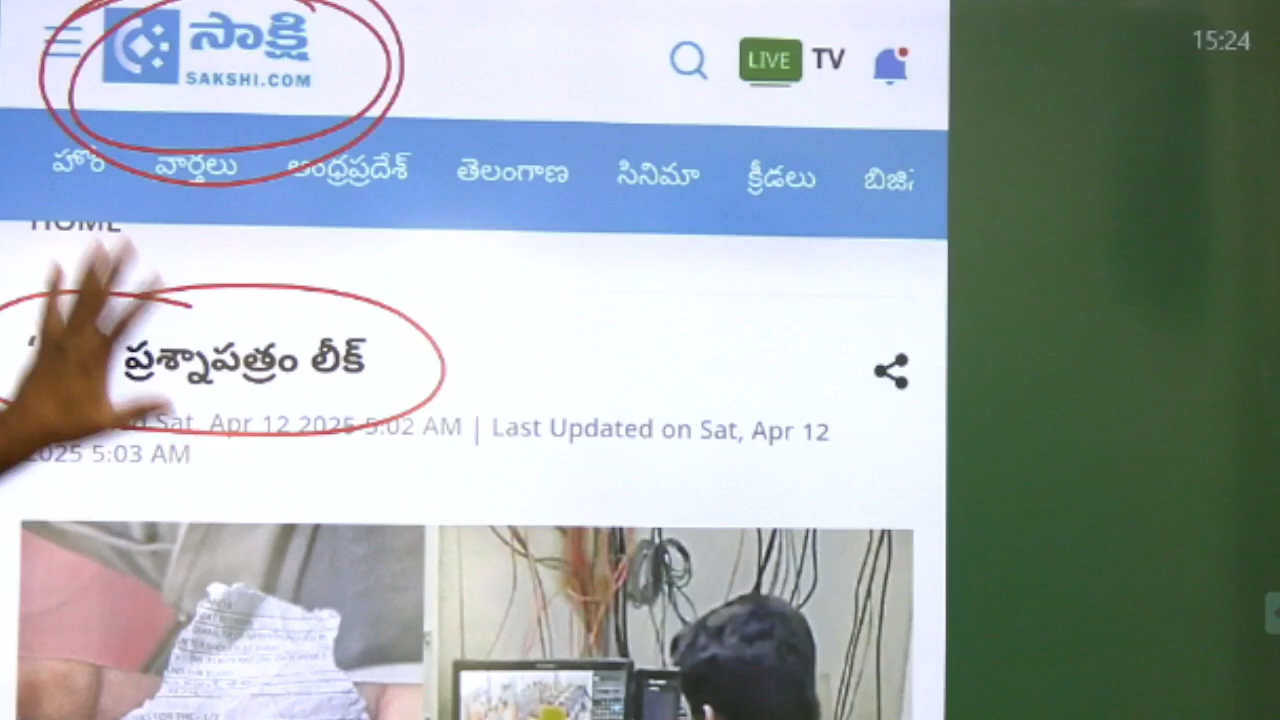 సాక్షి
SAKSHI.COM
LIVE TV
15:24
హోం వార్తలు ఆంధ్రప్రదేశ్ తెలంగాణ సినిమా క్రీడలు
HOME
ప్రశ్నాపత్రం లీక్
Sat, Apr 12 2025 5:02 AM | Last Updated on Sat, Apr 12
2025 5:03 AM